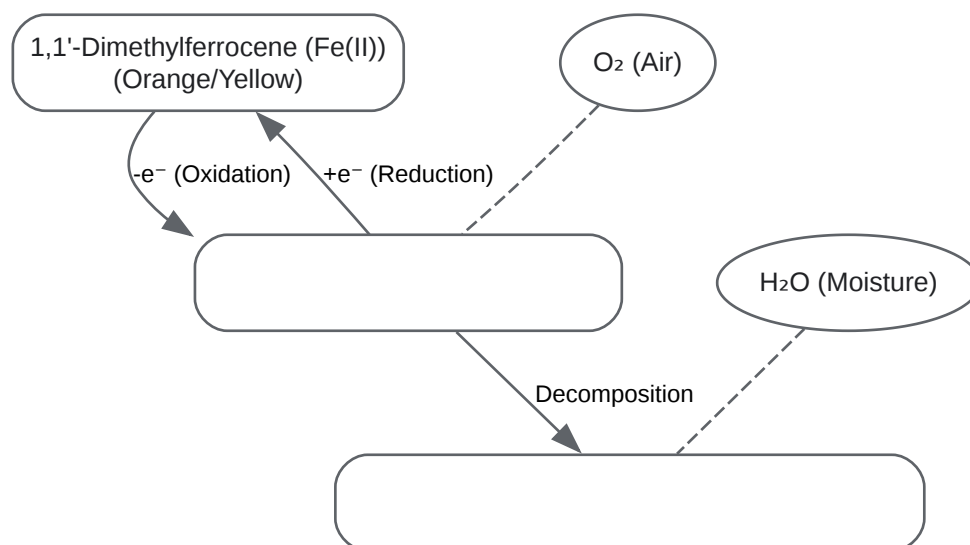 1,1'-Dimethylferrocene (Fe(II))
(Orange/Yellow)
O₂ (Air)
-e⁻ (Oxidation)
+e⁻ (Reduction)
H₂O (Moisture)
Decomposition